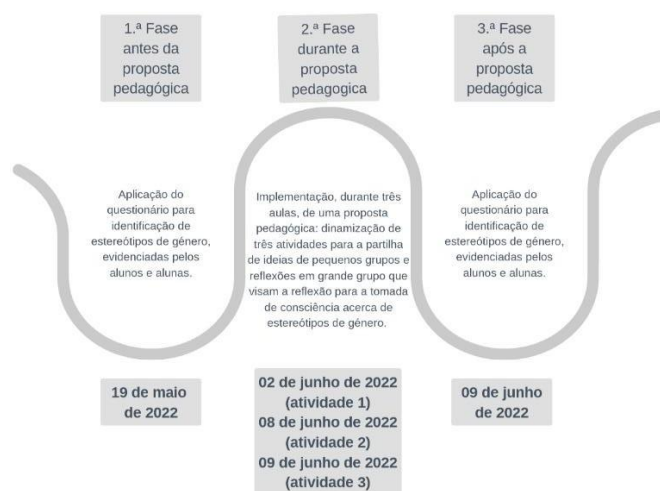 1.ª Fase
antes da
proposta
pedagógica
2.ª Fase
durante a
proposta
pedagogica
3.ª Fase
após a
proposta
pedagógica
Aplicação do
questionário para
identificação de
estereótipos de género,
evidenciadas pelos
alunos e alunas.
Implementação, durante três
aulas, de uma proposta
pedagógica: dinamização de
três atividades para a partilha
de ideias de pequenos grupos e
reflexões em grande grupo que
visam a reflexão para a tomada
de consciência acerca de
estereótipos de género.
Aplicação do
questionário para
identificação de
estereótipos de género,
evidenciadas pelos
alunos e alunas.
19 de maio
de 2022
02 de junho de 2022
(atividade 1)
08 de junho de 2022
(atividade 2)
09 de junho de 2022
(atividade 3)
09 de junho
de 2022